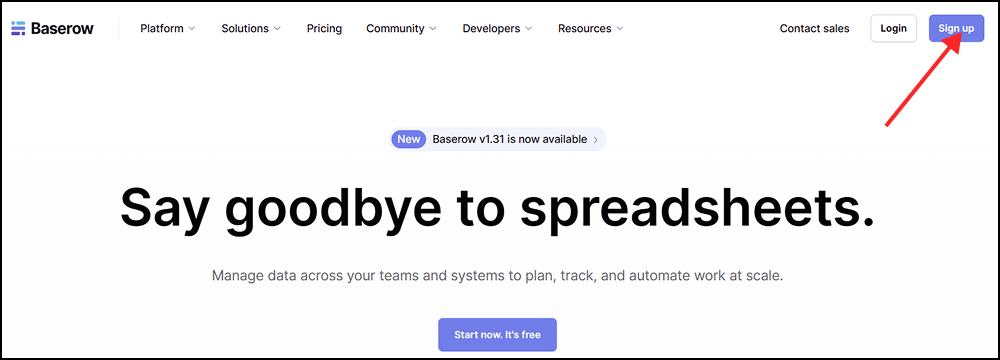 Baserow Platform Solutions Pricing Community Developers Resources Contact sales Login Sign up
New Baserow v1.31 is now available
Say goodbye to spreadsheets.
Manage data across your teams and systems to plan, track, and automate work at scale.
Start now. It's free